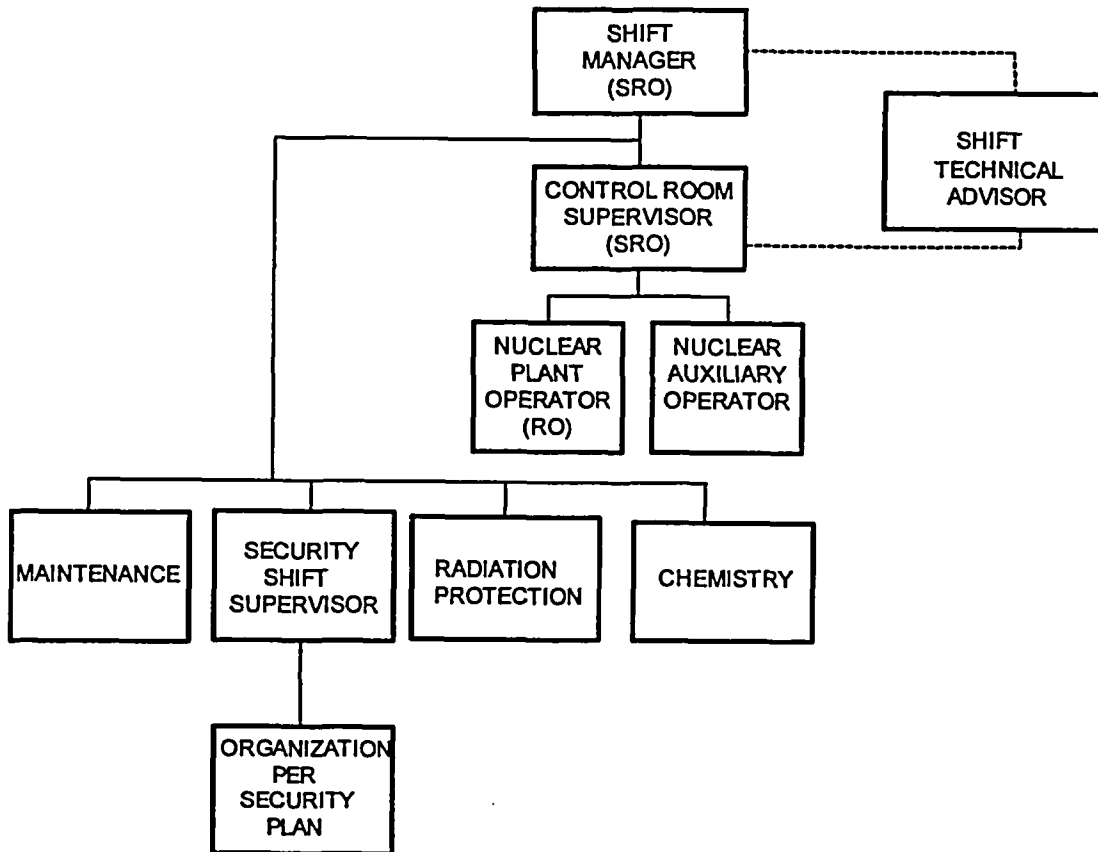 SHIFT
MANAGER
(SRO)
SHIFT
TECHNICAL
ADVISOR
CONTROL ROOM
SUPERVISOR
(SRO)
NUCLEAR
PLANT
OPERATOR
(RO)
NUCLEAR
AUXILIARY
OPERATOR
MAINTENANCE
SECURITY
SHIFT
SUPERVISOR
RADIATION
PROTECTION
CHEMISTRY
ORGANIZATION
PER
SECURITY
PLAN